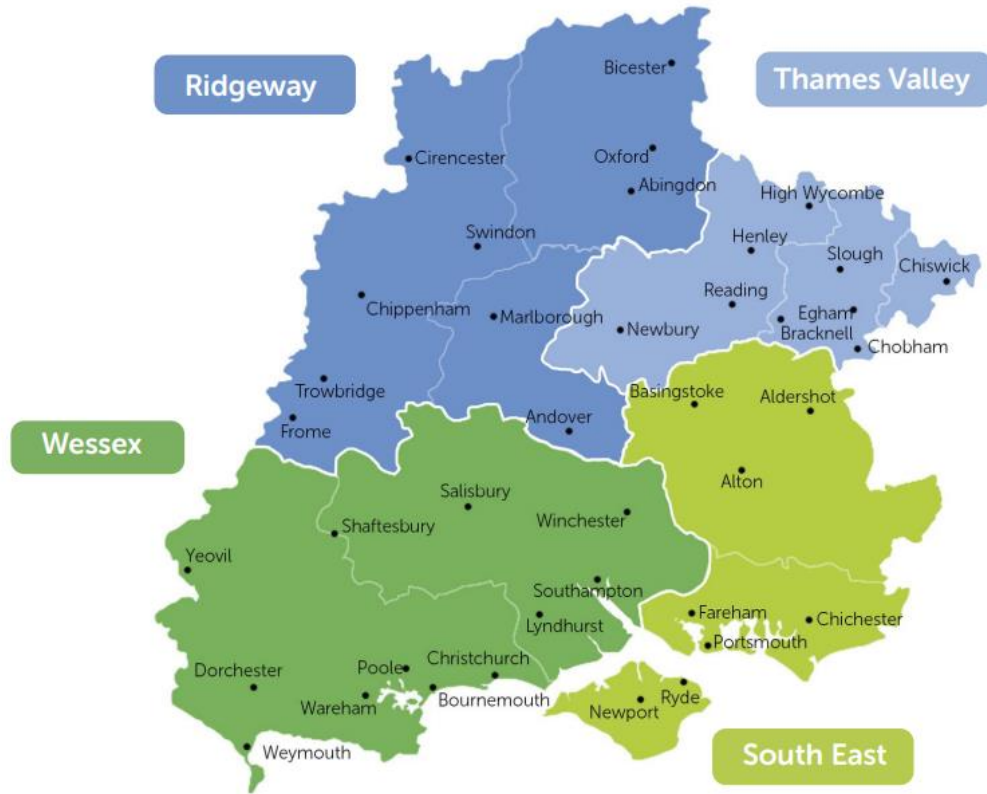 Bicester
Ridgeway
Thames Valley
Cirencester
Oxford
Abingdon
High Wycombe
Swindon
Henley
Slough
Chiswick
Chippenham
Reading
Marlborough
Egham
Newbury
Bracknell
Chobham
Trowbridge
Basingstoke
Aldershot
Andover
Frome
Wessex
Alton
Salisbury
Winchester
Shaftesbury
Yeovil
Southampton
Fareham
Chichester
Lyndhurst
Portsmouth
Christchurch
Poole
Dorchester
Ryde
Bournemouth
Wareham
Newport
Weymouth
South East